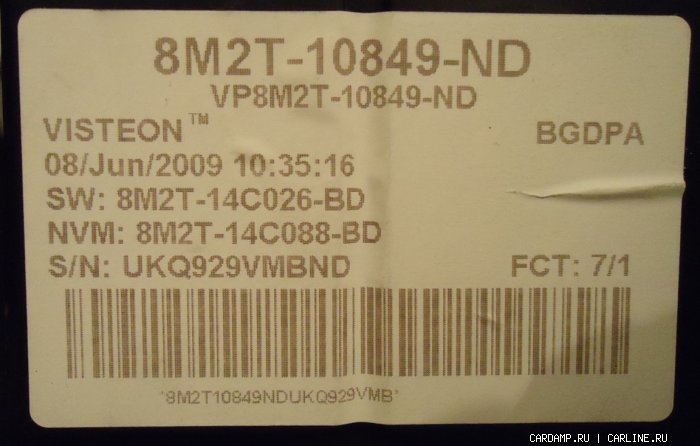 8M2T-10849-ND
VP8M2T-10849-ND
VISTEON™ BGDPA
08/Jun/2009 10:35:16
SW: 8M2T-14C026-BD
NVM: 8M2T-14C088-BD
S/N: UKQ929VMBND FCT: 7/1
"8M2T10849NDUKQ929VMB"
CARDAMP.RU | CARLINE.RU